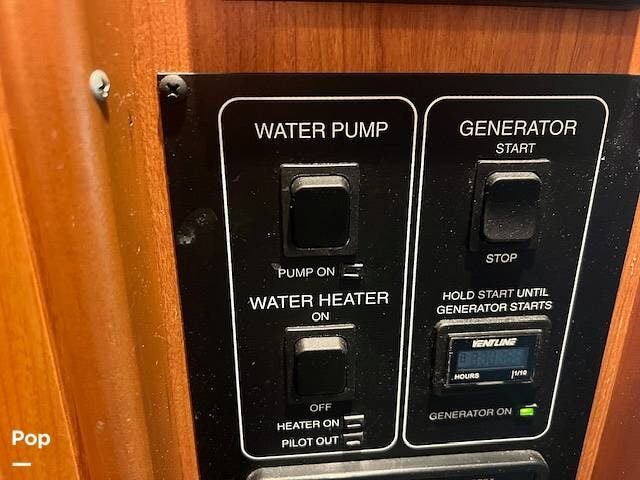 WATER PUMP
PUMP ON
WATER HEATER
ON
OFF
HEATER ON
PILOT OUT
GENERATOR
START
STOP
HOLD START UNTIL
GENERATOR STARTS
VENTLINE
HOURS 1/10
GENERATOR ON
Pop